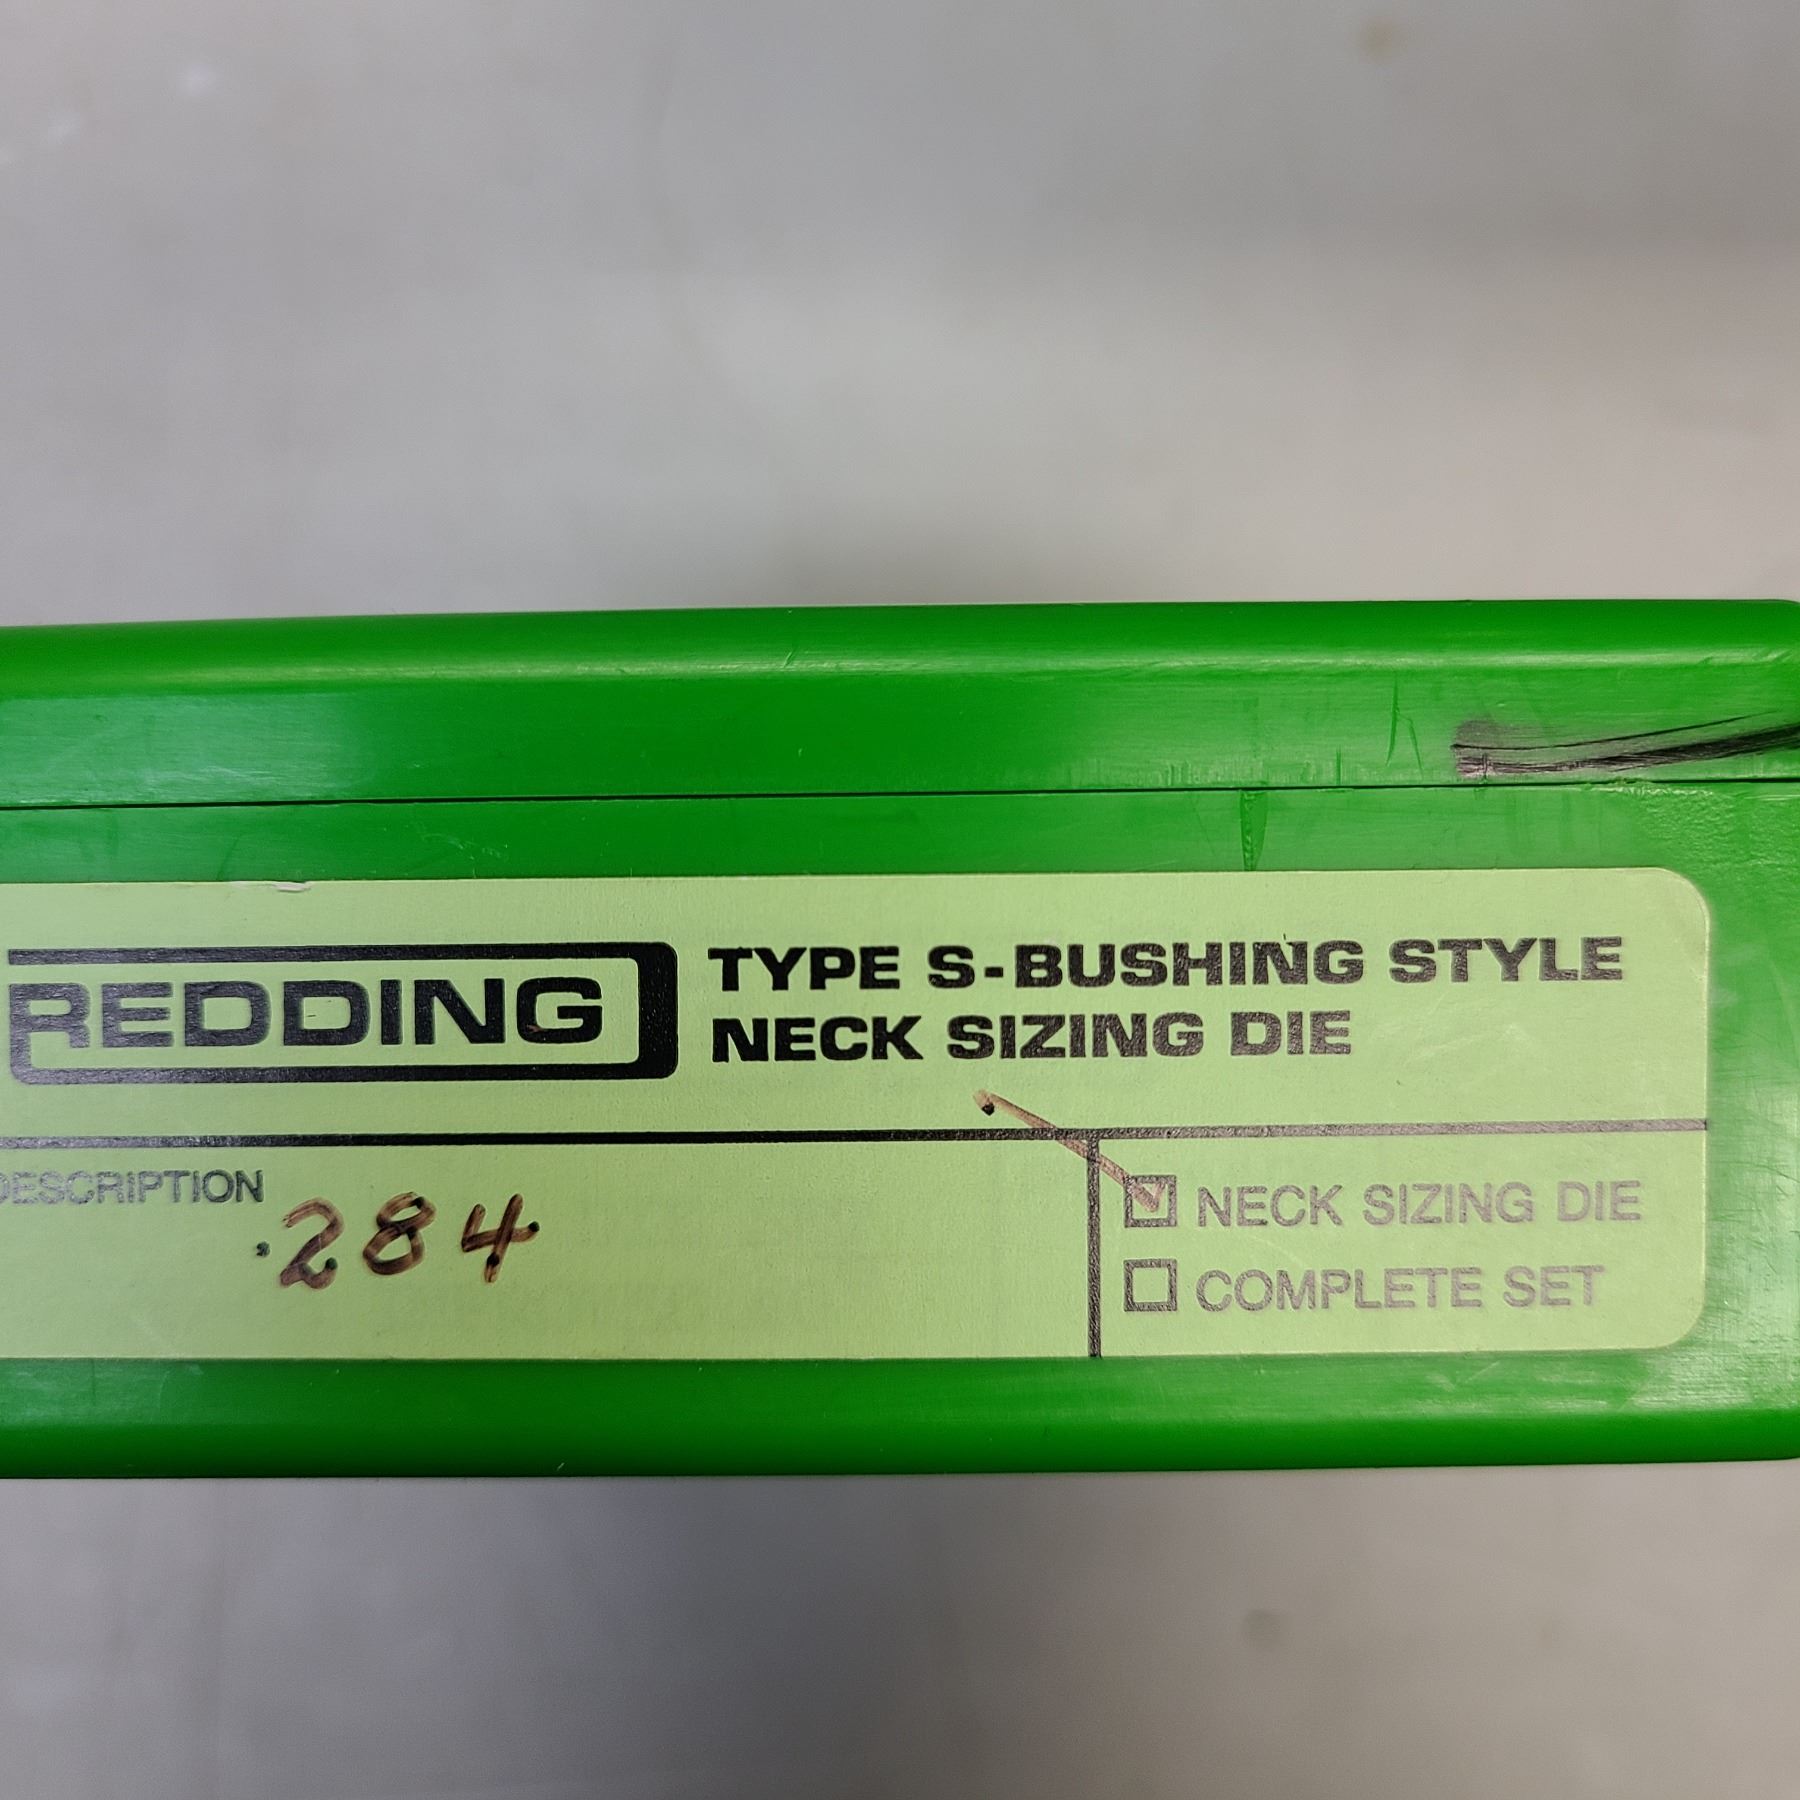 REDDING
TYPE S-BUSHING STYLE
NECK SIZING DIE
DESCRIPTION
.284
NECK SIZING DIE
COMPLETE SET